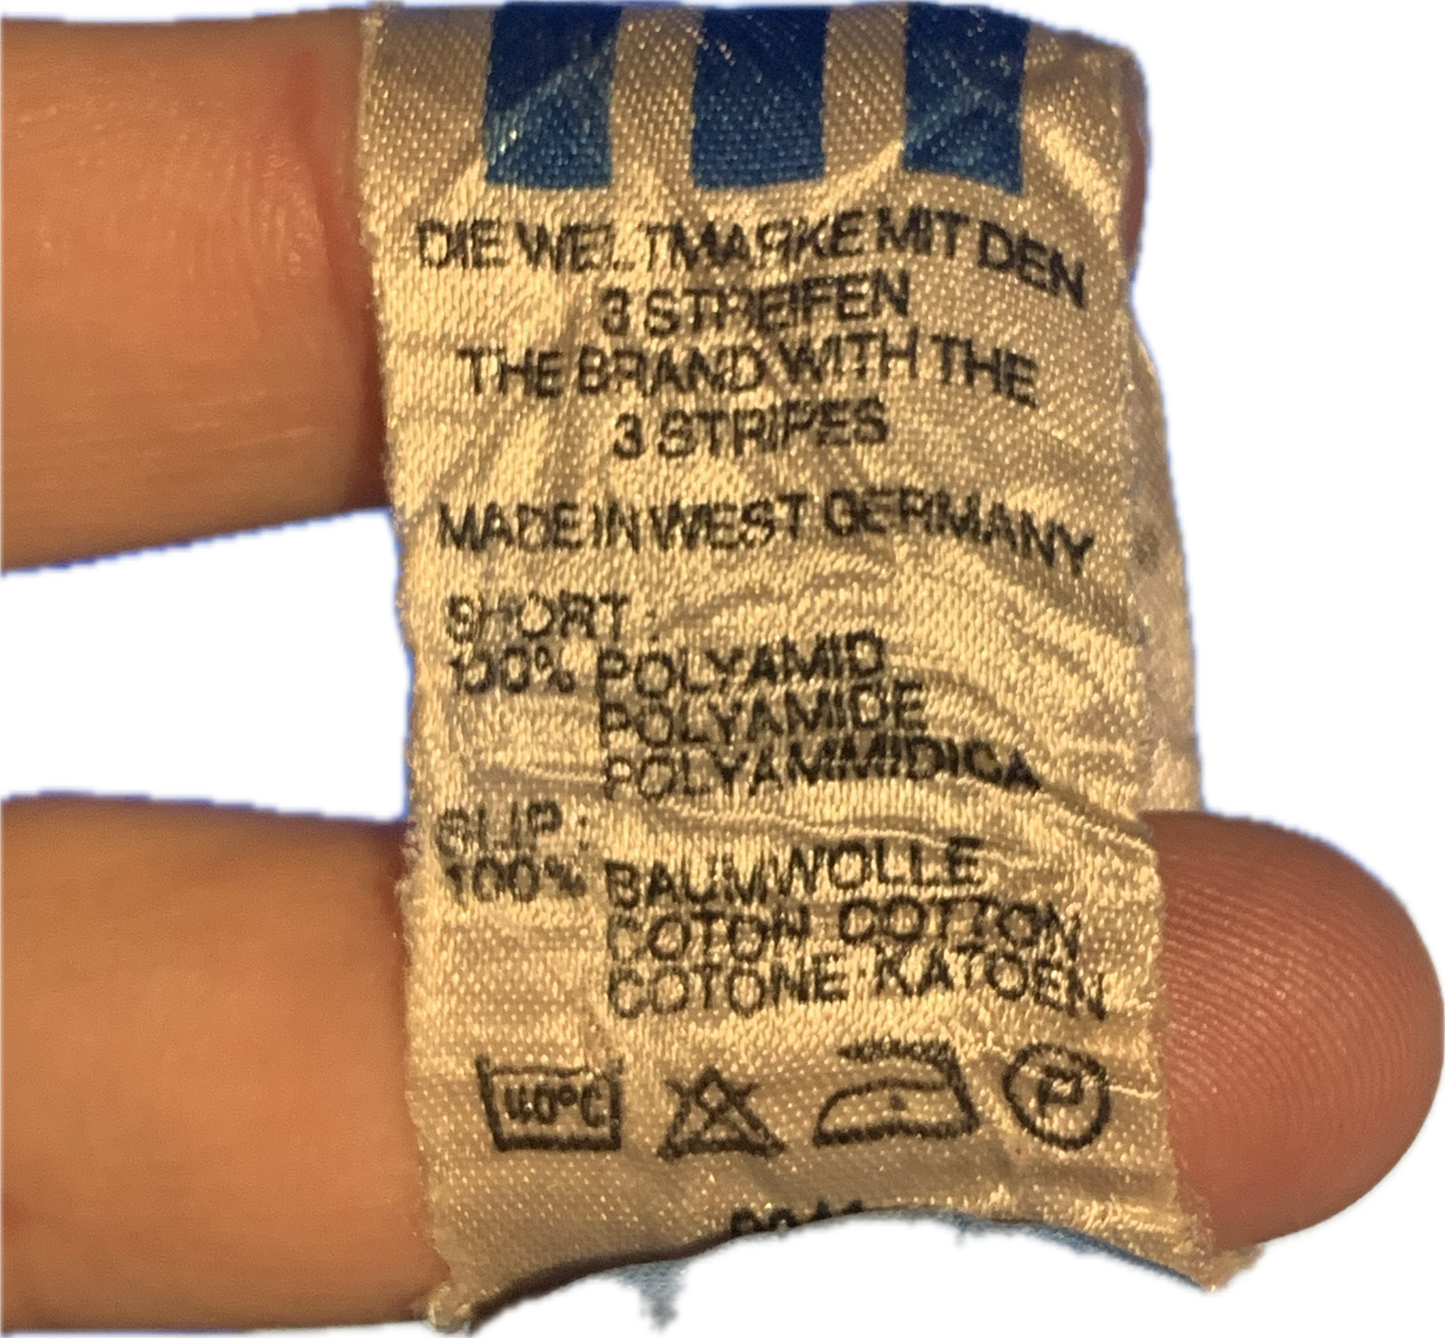 DIE WELTMARKE MIT DEN
3 STREIFEN
THE BRAND WITH THE
3 STRIPES
MADE IN WEST GERMANY
SHORT :
100% POLYAMID
POLYAMIDE
POLYAMMIDICA
SLIP :
100% BAUMWOLLE
COTON COTTON
COTONE · KATOEN
40°C P